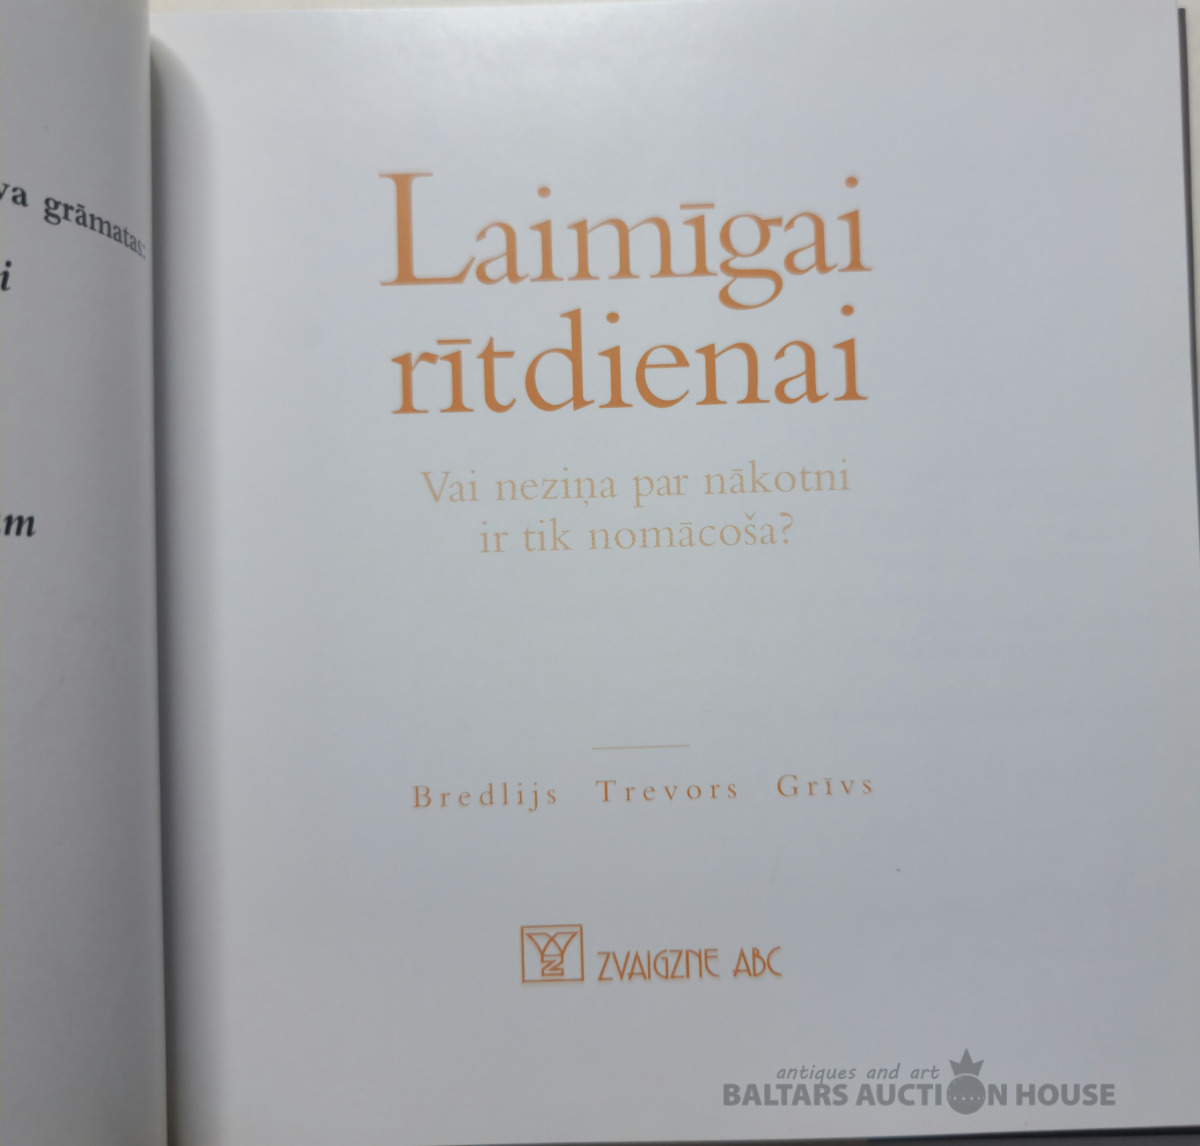 grāmatas:
Laimīgai
rītdienai
Vai neziņa par nākotni
ir tik nomācoša?
Bredlijs Trevors Grīvs
ZVAIGZNE ABC
antiques and art
BALTARS AUCTION HOUSE